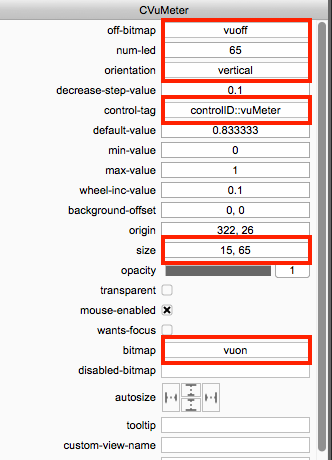 CVuMeter
off-bitmap vuoff
num-led 65
orientation vertical
decrease-step-value 0.1
control-tag controlID::vuMeter
default-value 0.833333
min-value 0
max-value 1
wheel-inc-value 0.1
background-offset 0, 0
origin 322, 26
size 15, 65
opacity 1
transparent
mouse-enabled
wants-focus
bitmap vuon
disabled-bitmap
autosize
tooltip
custom-view-name